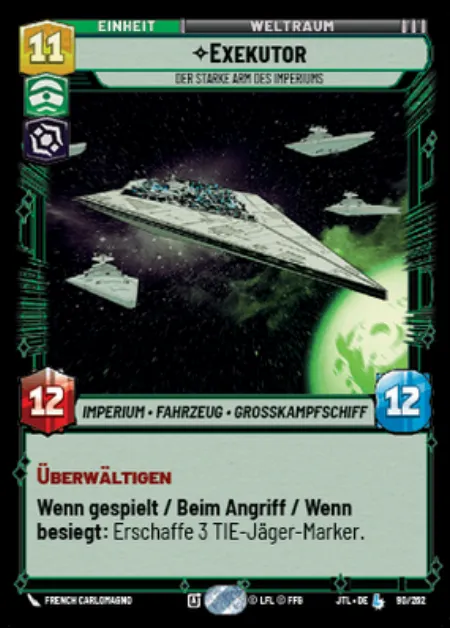 11
EINHEIT
WELTRAUM
EXEKUTOR
DER STARKE ARM DES IMPERIUMS
12
IMPERIUM • FAHRZEUG • GROSSKAMPFSCHIFF
12
ÜBERWÄLTIGEN
Wenn gespielt / Beim Angriff / Wenn
besiegt: Erschaffe 3 TIE-Jäger-Marker.
FRENCH CARLOMAGNO
A
© LFL © FFG
JTL • DE
L
90/262